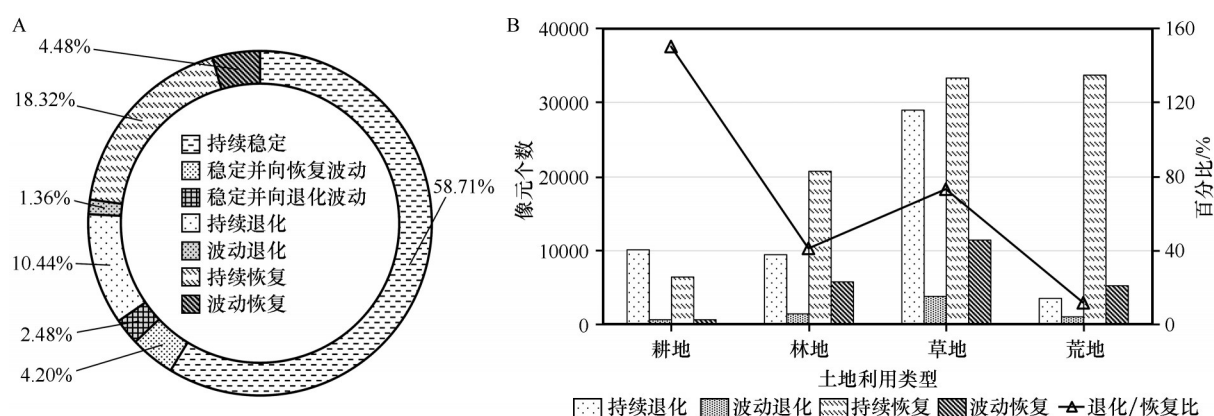 A
4.48%
18.32%
1.36%
10.44%
2.48%
4.20%
58.71%
持续稳定
稳定并向恢复波动
稳定并向退化波动
持续退化
波动退化
持续恢复
波动恢复
B
像元个数
40000
30000
20000
10000
0
160
120
80
40
0
百分比/%
耕地 林地 草地 荒地
土地利用类型
持续退化 波动退化 持续恢复 波动恢复 退化/恢复比